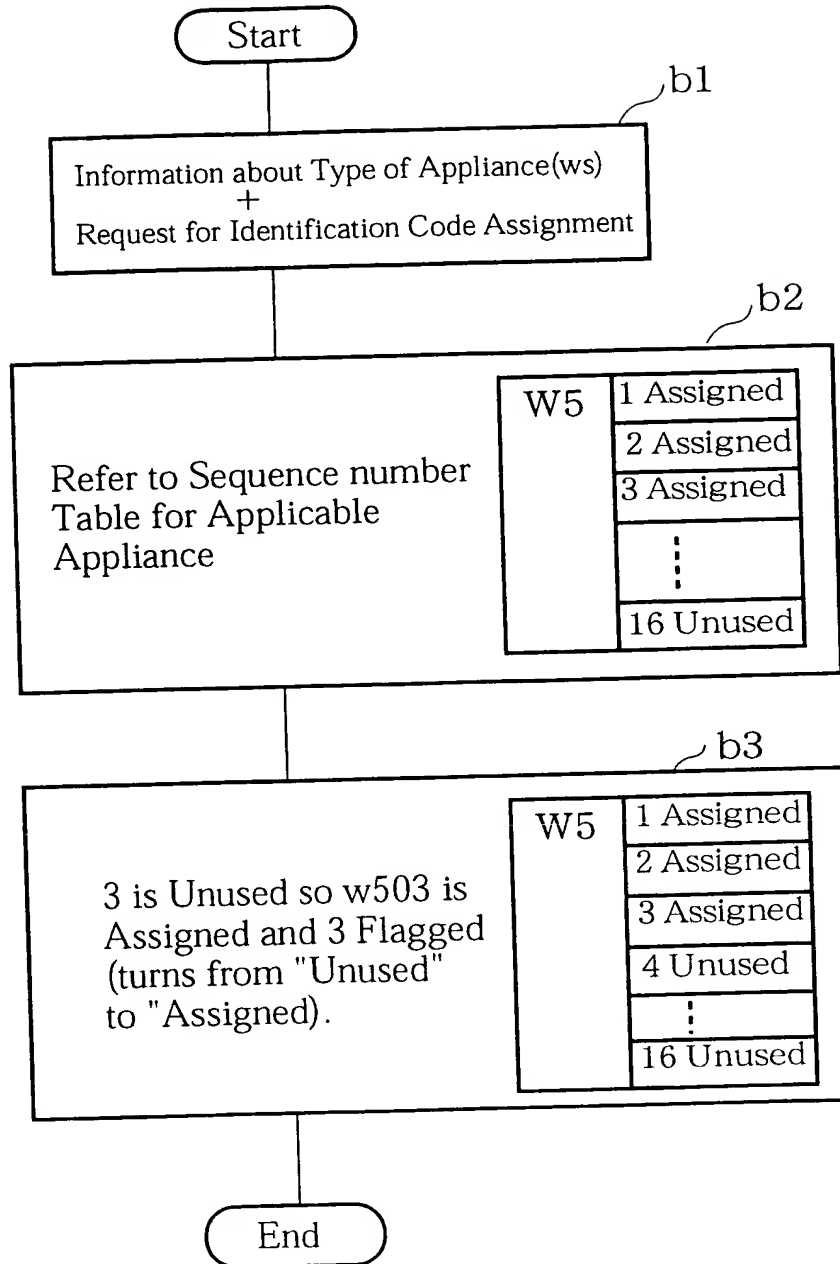 Start
b1
Information about Type of Appliance(ws)
+
Request for Identification Code Assignment
b2
Refer to Sequence number
Table for Applicable
Appliance
W5
1 Assigned
2 Assigned
3 Assigned
16 Unused
b3
3 is Unused so w503 is
Assigned and 3 Flagged
(turns from "Unused"
to "Assigned).
W5
1 Assigned
2 Assigned
3 Assigned
4 Unused
16 Unused
End